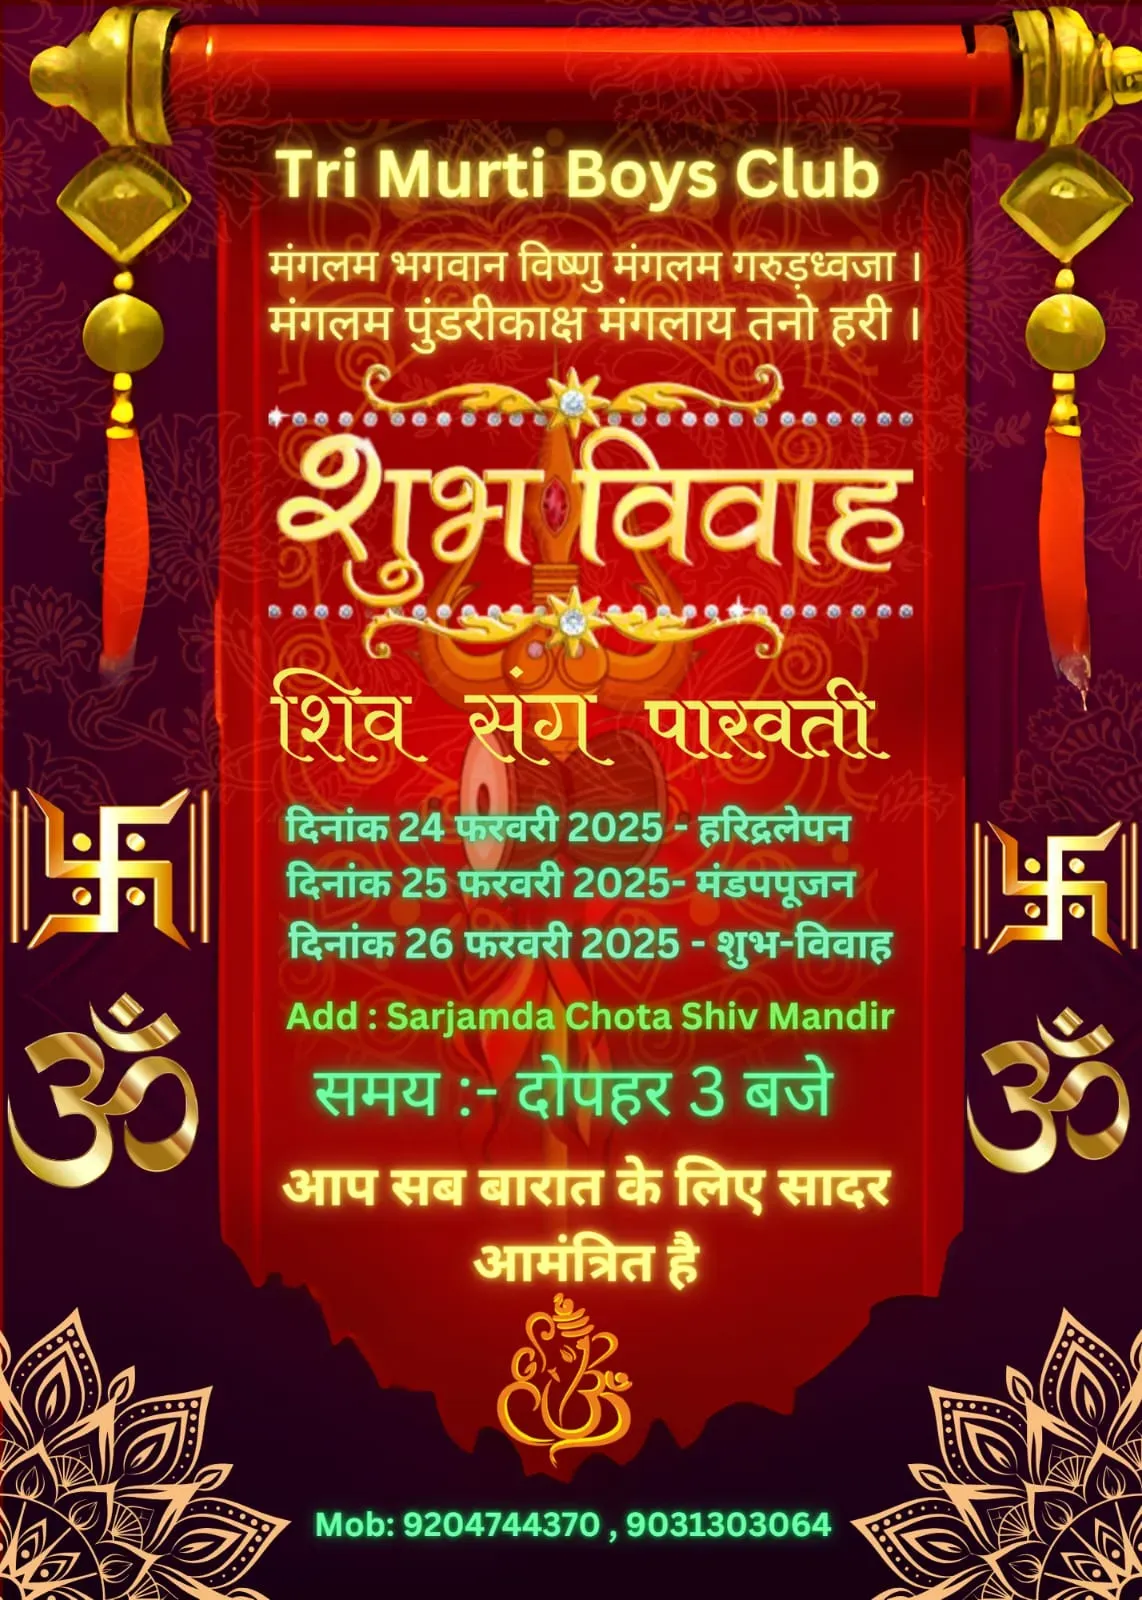 Tri Murti Boys Club
मंगलम भगवान विष्णु मंगलम गरुड़ध्वजा ।
मंगलम पुंडरीकाक्ष मंगलाय तनो हरी ।
शुभ विवाह
शिव संग पारवती
दिनांक 24 फरवरी 2025 - हरिद्रलेपन
दिनांक 25 फरवरी 2025- मंडपपूजन
दिनांक 26 फरवरी 2025 - शुभ-विवाह
Add : Sarjamda Chota Shiv Mandir
समय :- दोपहर 3 बजे
आप सब बारात के लिए सादर
आमंत्रित है
Mob: 9204744370 , 9031303064